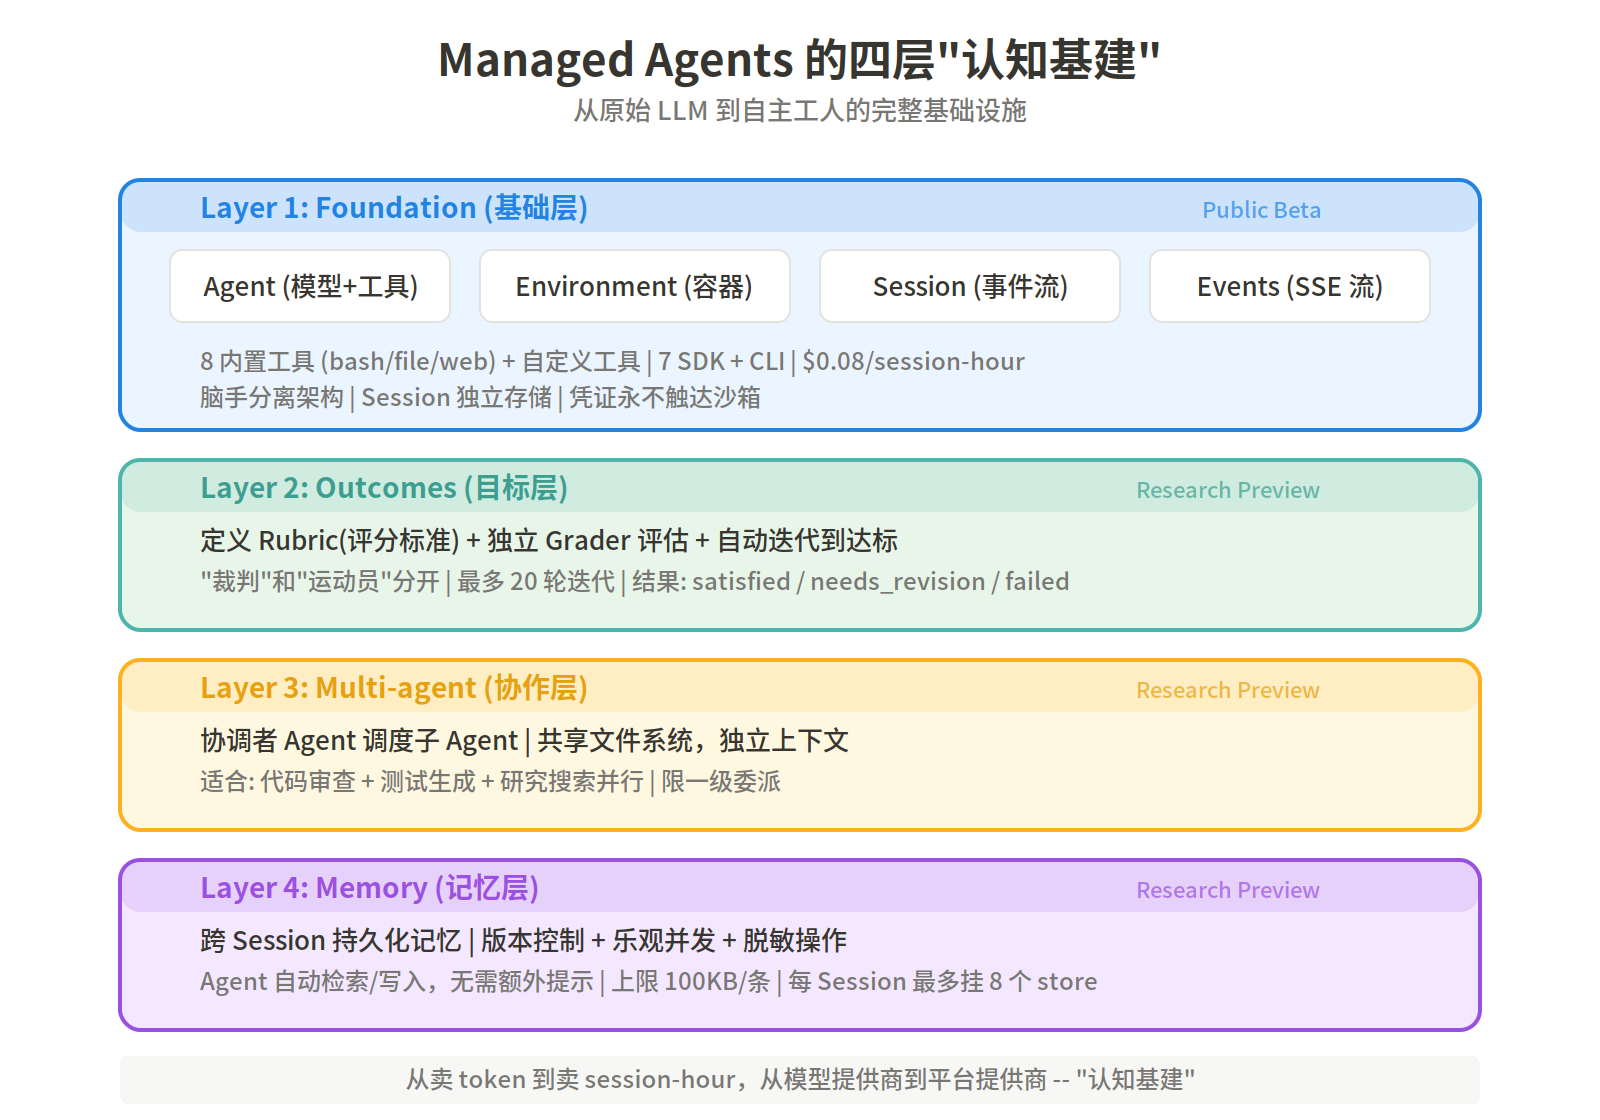 Managed Agents 的四层"认知基建"
从原始 LLM 到自主工人的完整基础设施
Layer 1: Foundation (基础层)
Public Beta
Agent (模型+工具)
Environment (容器)
Session (事件流)
Events (SSE 流)
8 内置工具 (bash/file/web) + 自定义工具 | 7 SDK + CLI | $0.08/session-hour
脑手分离架构 | Session 独立存储 | 凭证永不触达沙箱
Layer 2: Outcomes (目标层)
Research Preview
定义 Rubric(评分标准) + 独立 Grader 评估 + 自动迭代到达标
"裁判"和"运动员"分开 | 最多 20 轮迭代 | 结果: satisfied / needs_revision / failed
Layer 3: Multi-agent (协作层)
Research Preview
协调者 Agent 调度子 Agent | 共享文件系统，独立上下文
适合: 代码审查 + 测试生成 + 研究搜索并行 | 限一级委派
Layer 4: Memory (记忆层)
Research Preview
跨 Session 持久化记忆 | 版本控制 + 乐观并发 + 脱敏操作
Agent 自动检索/写入，无需额外提示 | 上限 100KB/条 | 每 Session 最多挂 8 个 store
从卖 token 到卖 session-hour，从模型提供商到平台提供商 -- "认知基建"